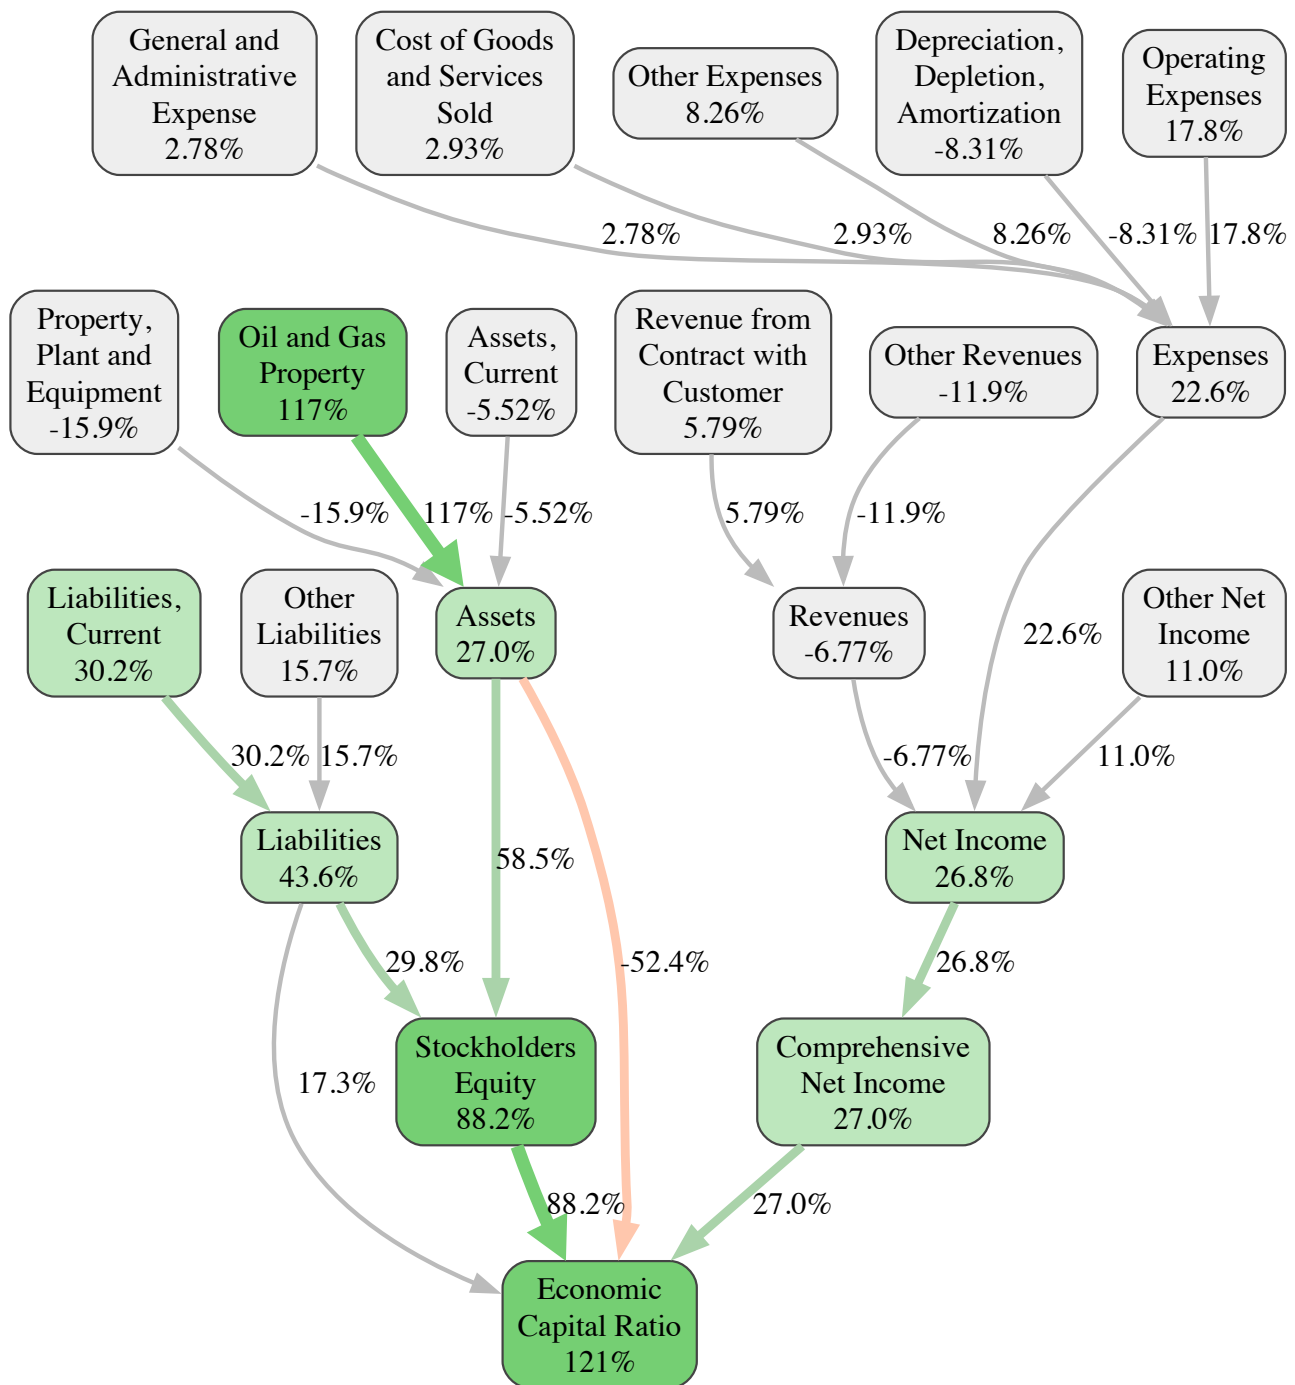 General and
Administrative
Expense
2.78%
Cost of Goods
and Services
Sold
2.93%
Other Expenses
8.26%
Depreciation,
Depletion,
Amortization
-8.31%
Operating
Expenses
17.8%
2.78%
2.93%
8.26%
-8.31%
17.8%
Property,
Plant and
Equipment
-15.9%
Oil and Gas
Property
117%
Assets,
Current
-5.52%
Revenue from
Contract with
Customer
5.79%
Other Revenues
-11.9%
Expenses
22.6%
-15.9%
117%
-5.52%
5.79%
-11.9%
Liabilities,
Current
30.2%
Other
Liabilities
15.7%
Assets
27.0%
Revenues
-6.77%
22.6%
Other Net
Income
11.0%
30.2%
15.7%
-6.77%
11.0%
Liabilities
43.6%
58.5%
Net Income
26.8%
29.8%
-52.4%
26.8%
17.3%
Stockholders
Equity
88.2%
Comprehensive
Net Income
27.0%
88.2%
27.0%
Economic
Capital Ratio
121%